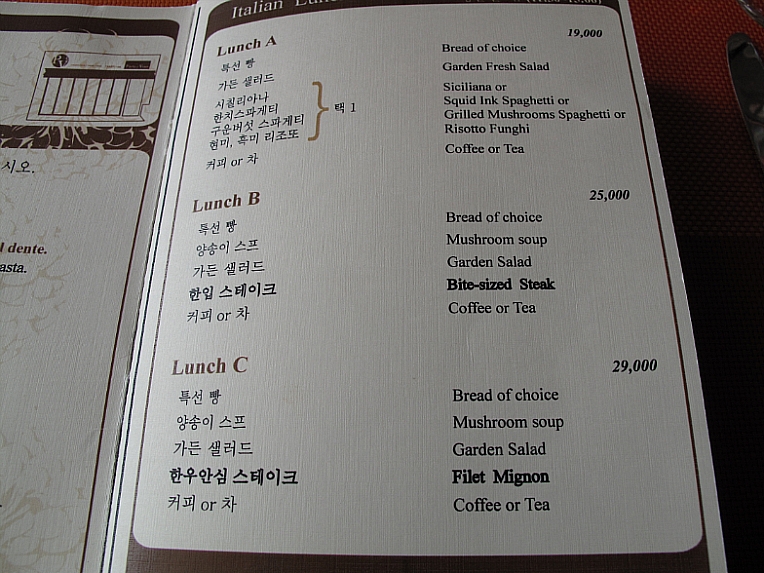 Italian
시오.
dente.
asta.
Lunch A 19,000
특선 빵 Bread of choice
가든 샐러드 Garden Fresh Salad
시칠리아나 Siciliana or
한치스파게티 Squid Ink Spaghetti or
구운버섯 스파게티 Grilled Mushrooms Spaghetti or
현미, 흑미 리조또 Risotto Funghi
택 1
커피 or 차 Coffee or Tea
Lunch B 25,000
특선 빵 Bread of choice
양송이 스프 Mushroom soup
가든 샐러드 Garden Salad
한입 스테이크 Bite-sized Steak
커피 or 차 Coffee or Tea
Lunch C 29,000
특선 빵 Bread of choice
양송이 스프 Mushroom soup
가든 샐러드 Garden Salad
한우안심 스테이크 Filet Mignon
커피 or 차 Coffee or Tea